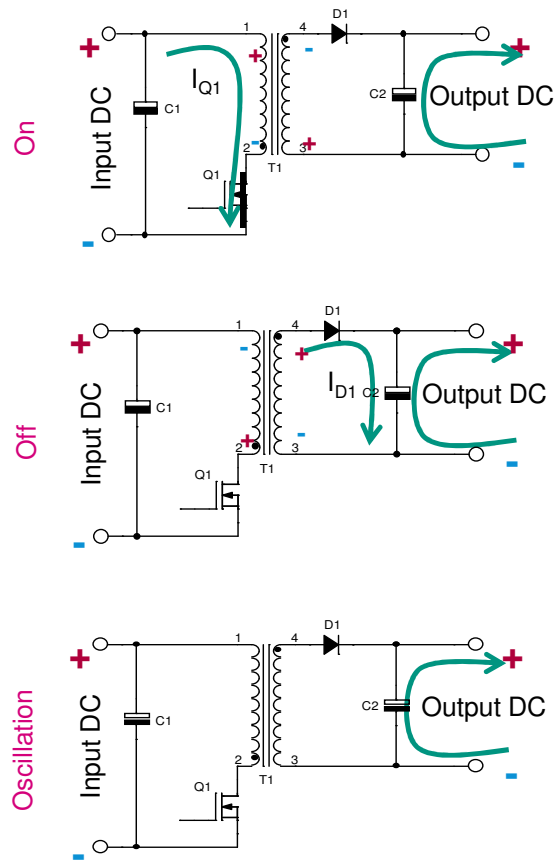 D1
+
1
4
+
+
-
I_Q1
C1
C2
Output DC
Input DC
On
-
2
+
3
-
Q1
T1
-
D1
1
4
+
-
+
+
I_D1
C1
C2
Output DC
Input DC
Off
+
-
2
3
-
T1
Q1
-
D1
1
4
+
+
C1
C2
Output DC
Input DC
Oscillation
2
3
T1
-
Q1
-